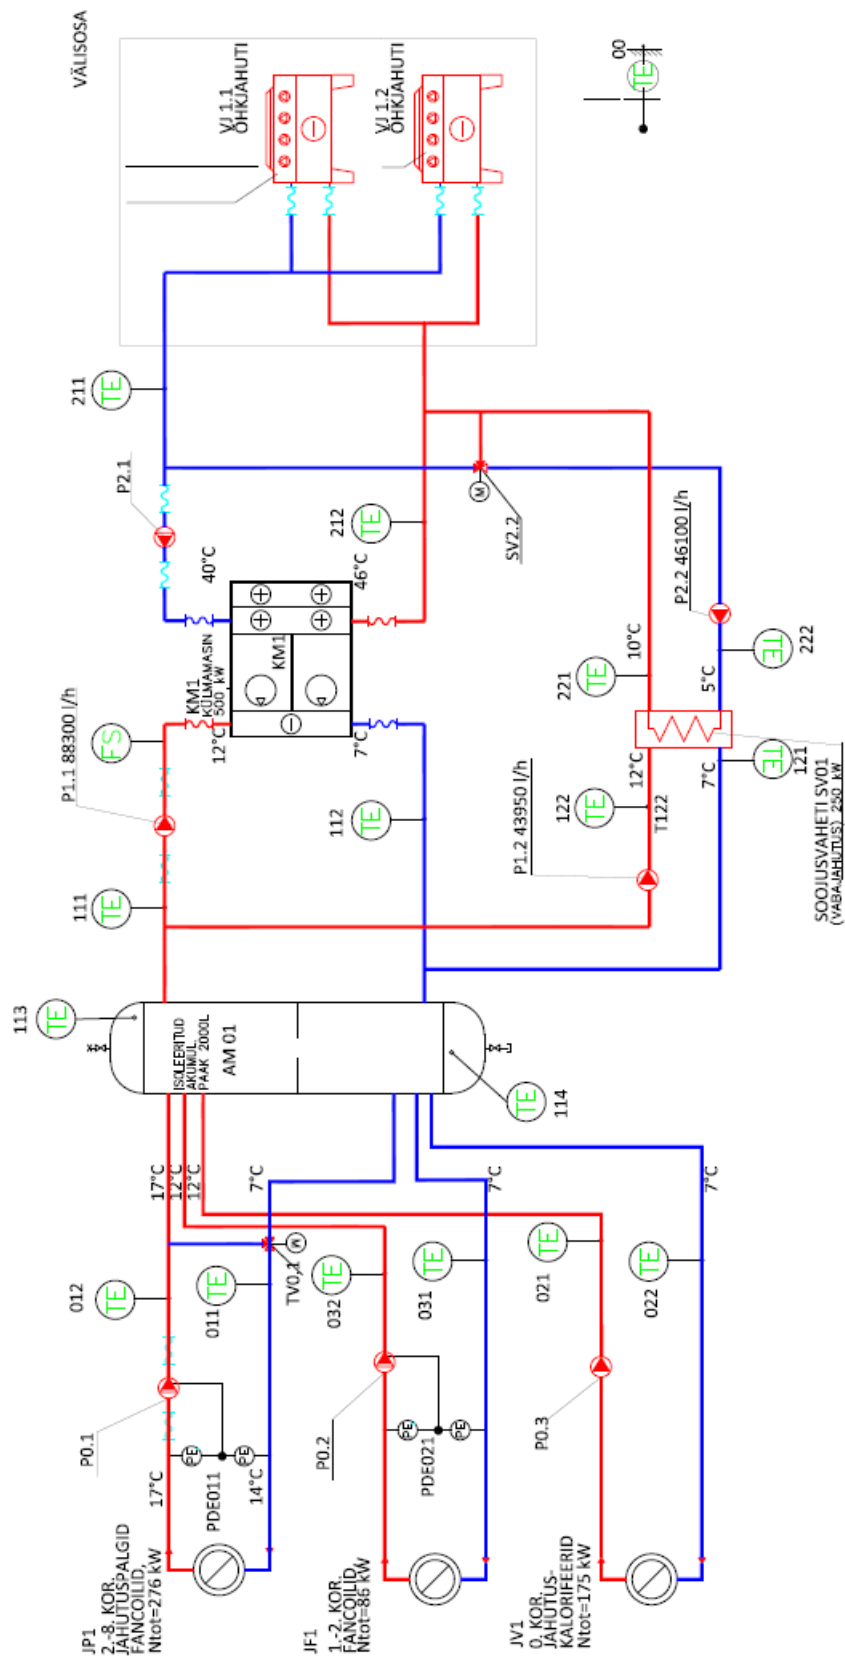 VÄLISOSA
VJ 1.1
ÕHKJAHUTI
VJ 1.2
ÕHKJAHUTI
00
TE
211
TE
P2.1
212
TE
M
SV2.2
40°C
46°C
KM1
KÜLMAMASIN
500 kW
KM1
12°C
7°C
P1.1 88300 l/h
FS
111
TE
112
TE
P2.2 46100 l/h
222
TE
221
TE
10°C
5°C
12°C
7°C
121
TE
122
TE
T122
P1.2 43950 l/h
SOOJUSVAHETI SV01
(VABAJAHUTUS) 250 kW
113
TE
ISOLEERITUD
AKUMUL.
PAAK 2000L
AM 01
114
TE
17°C
12°C
12°C
7°C
7°C
7°C
012
TE
011
TE
TV0.1
M
032
TE
031
TE
021
TE
022
TE
P0.1
P0.2
P0.3
PE
PE
PDE011
PE
PE
PDE021
17°C
14°C
JP1
2.-8. KOR.
JAHUTUSPALGID
FANCOILID,
Ntot=276 kW
JF1
1.-2. KOR.
FANCOILID
Ntot=86 kW
JV1
0. KOR.
JAHUTUS-
KALORIFEERID
Ntot=175 kW